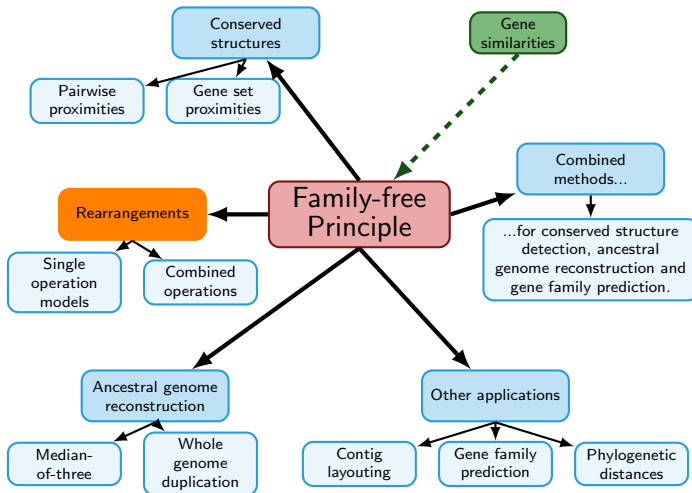 Conserved
structures
Gene
similarities
Pairwise
proximities
Gene set
proximities
Combined
methods...
Family-free
Principle
Rearrangements
...for conserved structure
detection, ancestral
genome reconstruction and
gene family prediction.
Single
operation
models
Combined
operations
Ancestral genome
reconstruction
Other applications
Median-
of-three
Whole
genome
duplication
Contig
layouting
Gene family
prediction
Phylogenetic
distances